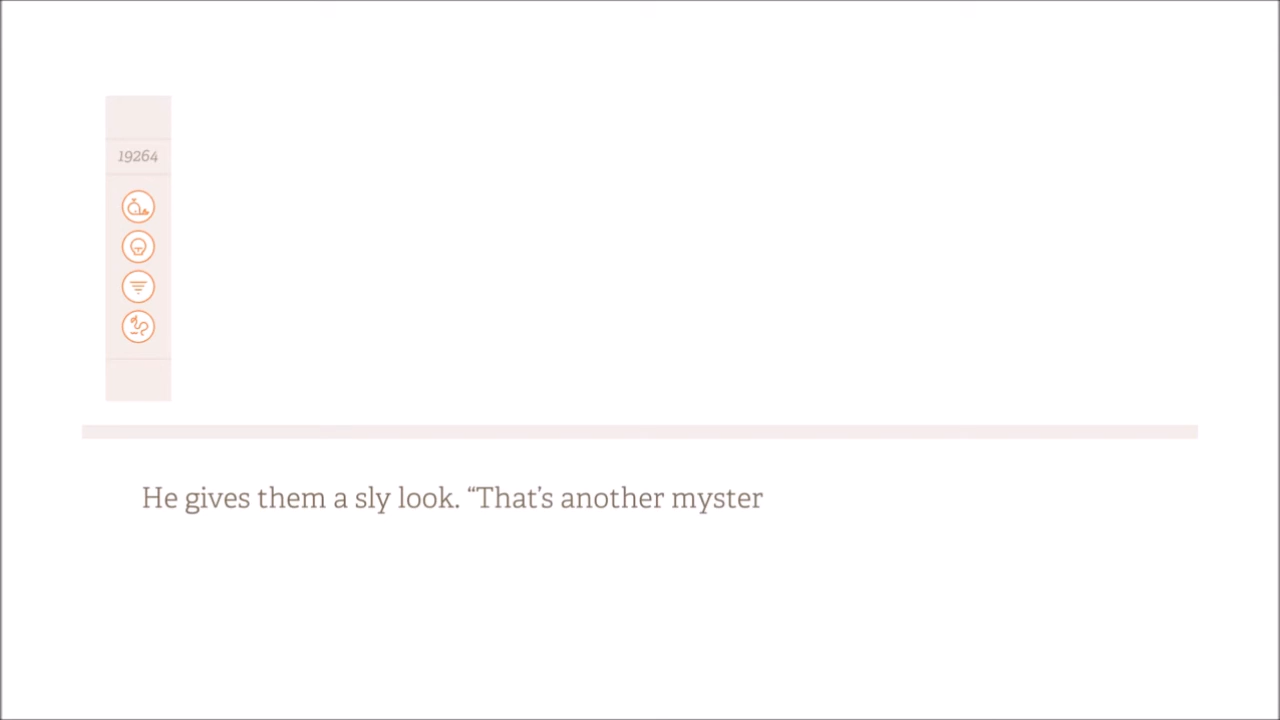 19264
He gives them a sly look. “That’s another myster